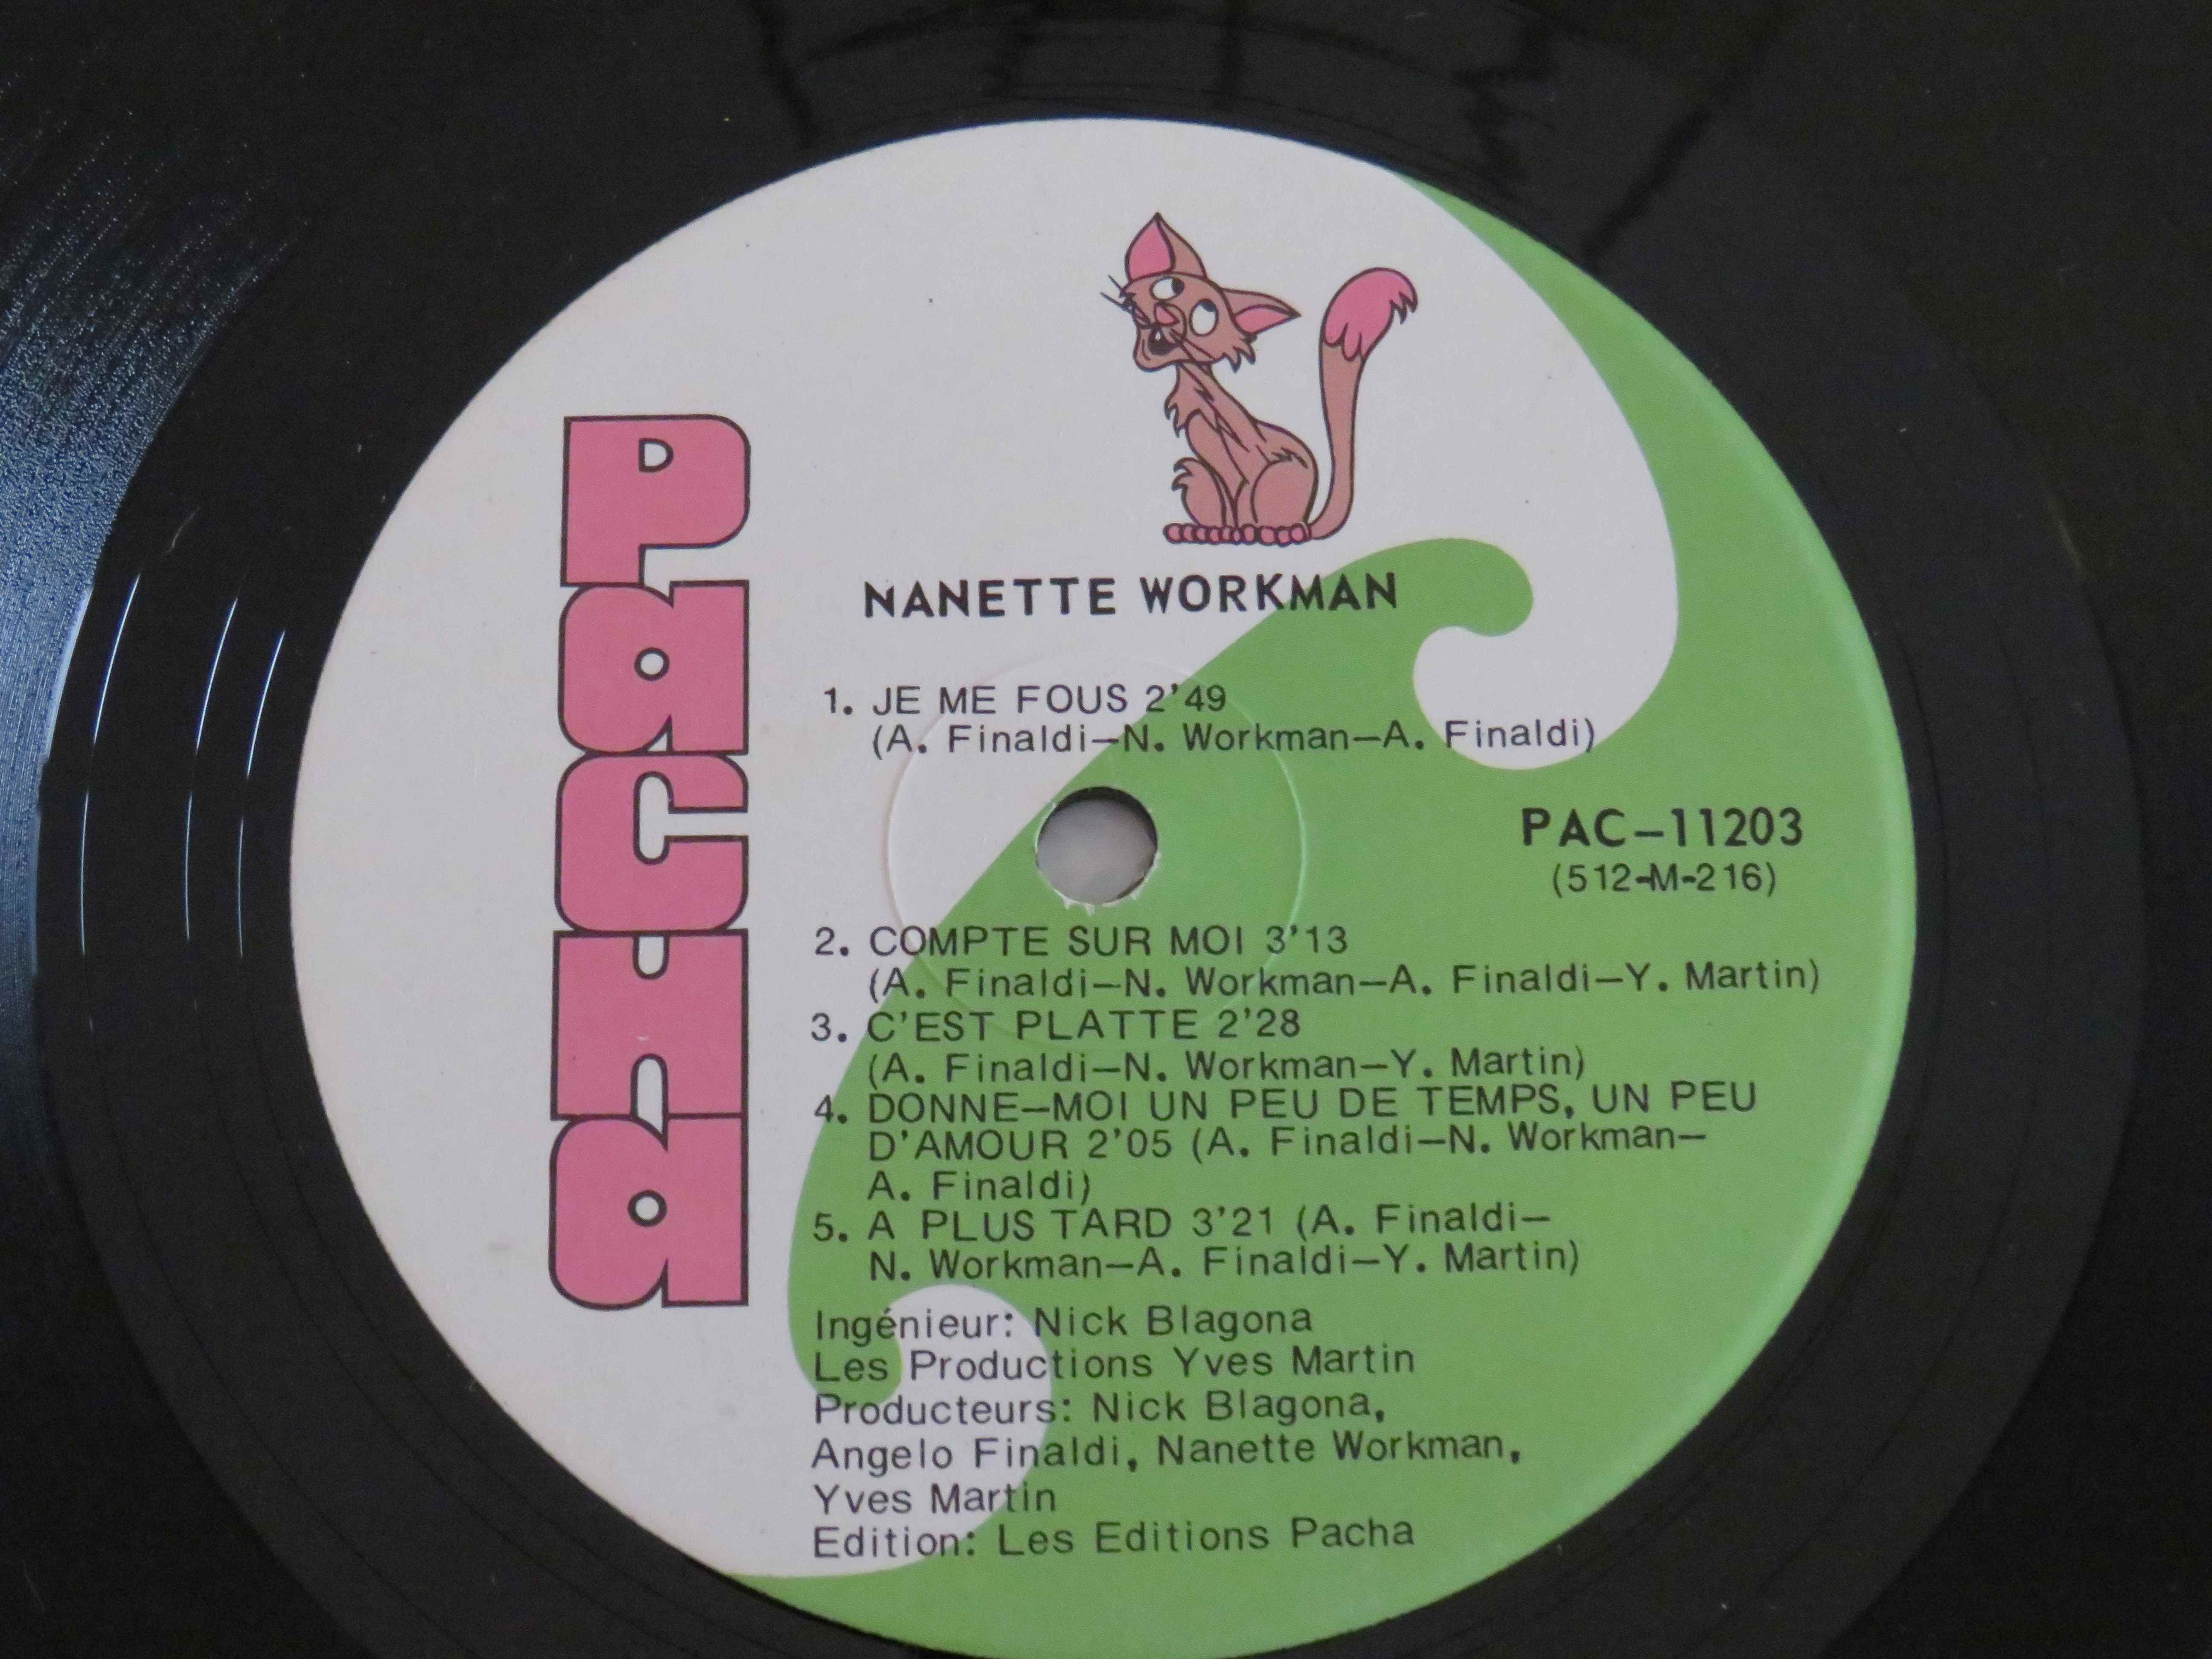 Pacha
NANETTE WORKMAN
1. JE ME FOUS 2'49
(A. Finaldi–N. Workman–A. Finaldi)
PAC–11203
(512-M-216)
2. COMPTE SUR MOI 3'13
(A. Finaldi–N. Workman–A. Finaldi–Y. Martin)
3. C'EST PLATTE 2'28
(A. Finaldi–N. Workman–Y. Martin)
4. DONNE–MOI UN PEU DE TEMPS, UN PEU
D'AMOUR 2'05 (A. Finaldi–N. Workman–
A. Finaldi)
5. A PLUS TARD 3'21 (A. Finaldi–
N. Workman–A. Finaldi–Y. Martin)
Ingénieur: Nick Blagona
Les Productions Yves Martin
Producteurs: Nick Blagona,
Angelo Finaldi, Nanette Workman,
Yves Martin
Edition: Les Editions Pacha